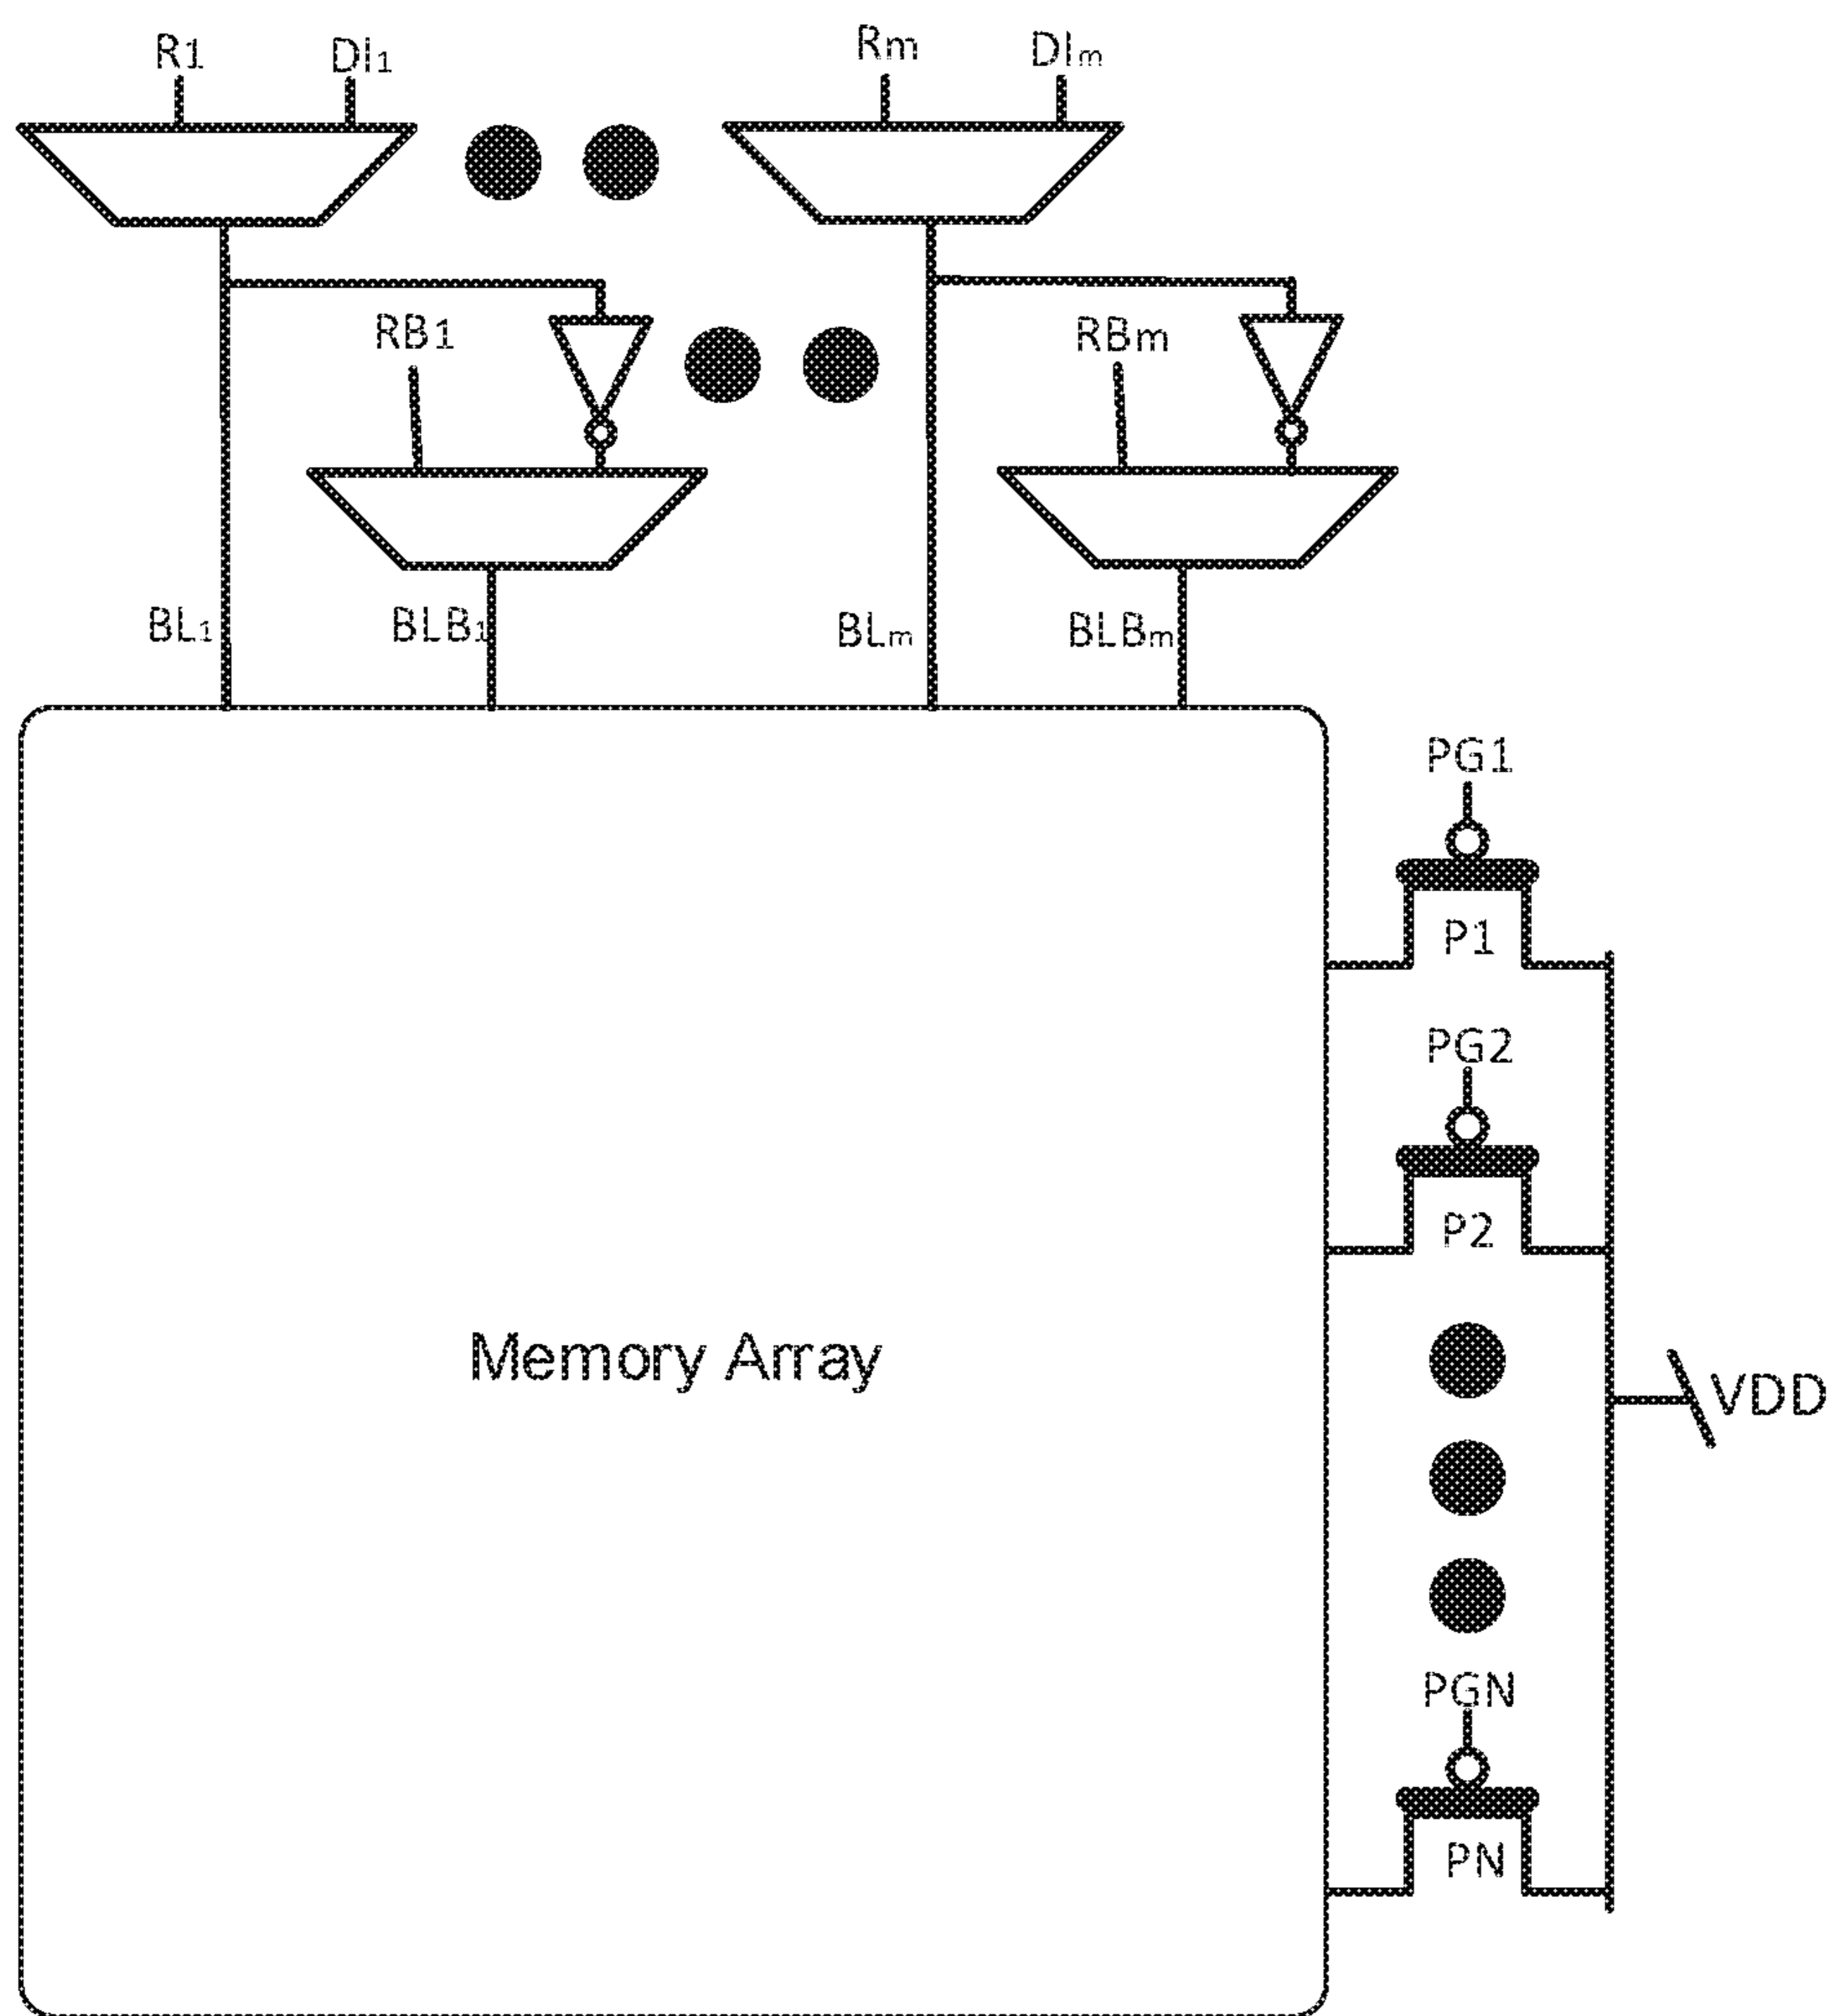 R1 DI1 Rm DIm
RB1 RBm
BL1 BLB1 BLm BLBm
PG1
P1
PG2
P2
Memory Array
VDD
PGN
PN